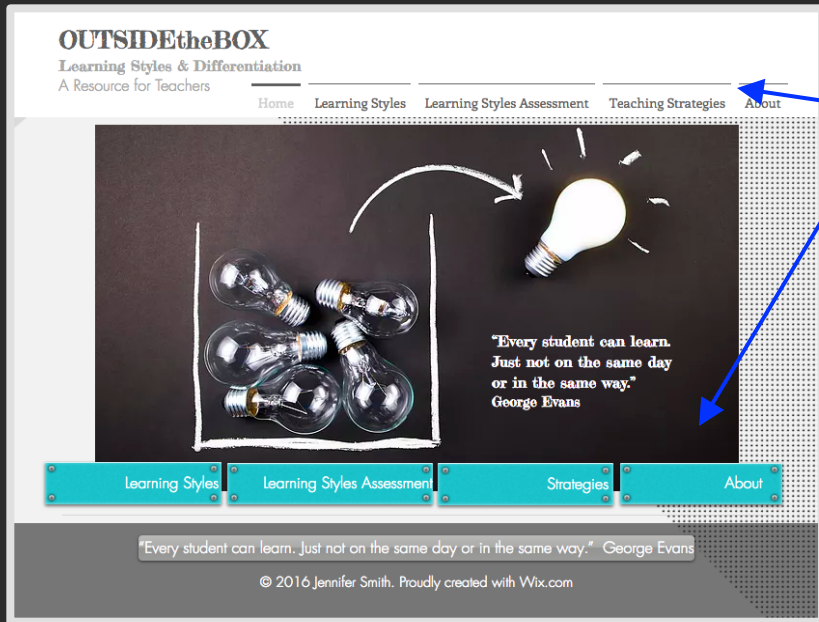 OUTSIDEtheBOX
Learning Styles & Differentiation
A Resource for Teachers
Home Learning Styles Learning Styles Assessment Teaching Strategies About
“Every student can learn.
Just not on the same day
or in the same way.”
George Evans
Learning Styles Learning Styles Assessment Strategies About
“Every student can learn. Just not on the same day or in the same way.” George Evans
© 2016 Jennifer Smith. Proudly created with Wix.com